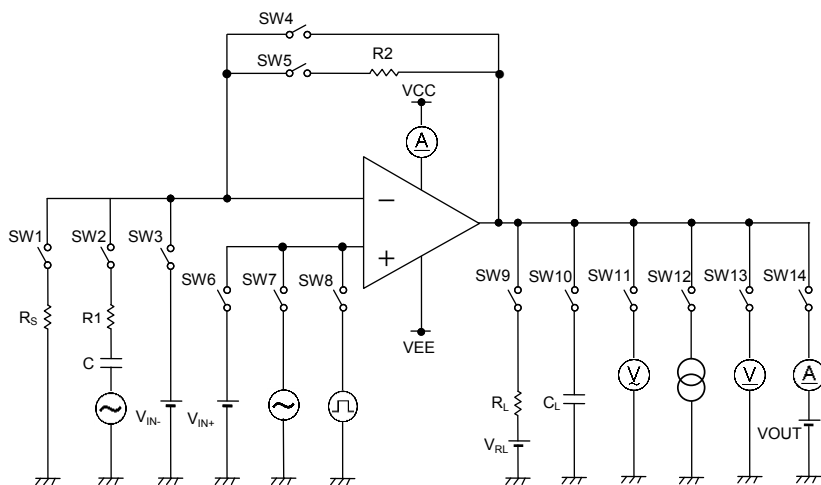 SW4
SW5
R2
VCC
A
−
+
VEE
SW1
SW2
SW3
SW6
SW7
SW8
SW9
SW10
SW11
SW12
SW13
SW14
RS
R1
C
VIN-
VIN+
RL
VRL
CL
V
V
A
VOUT